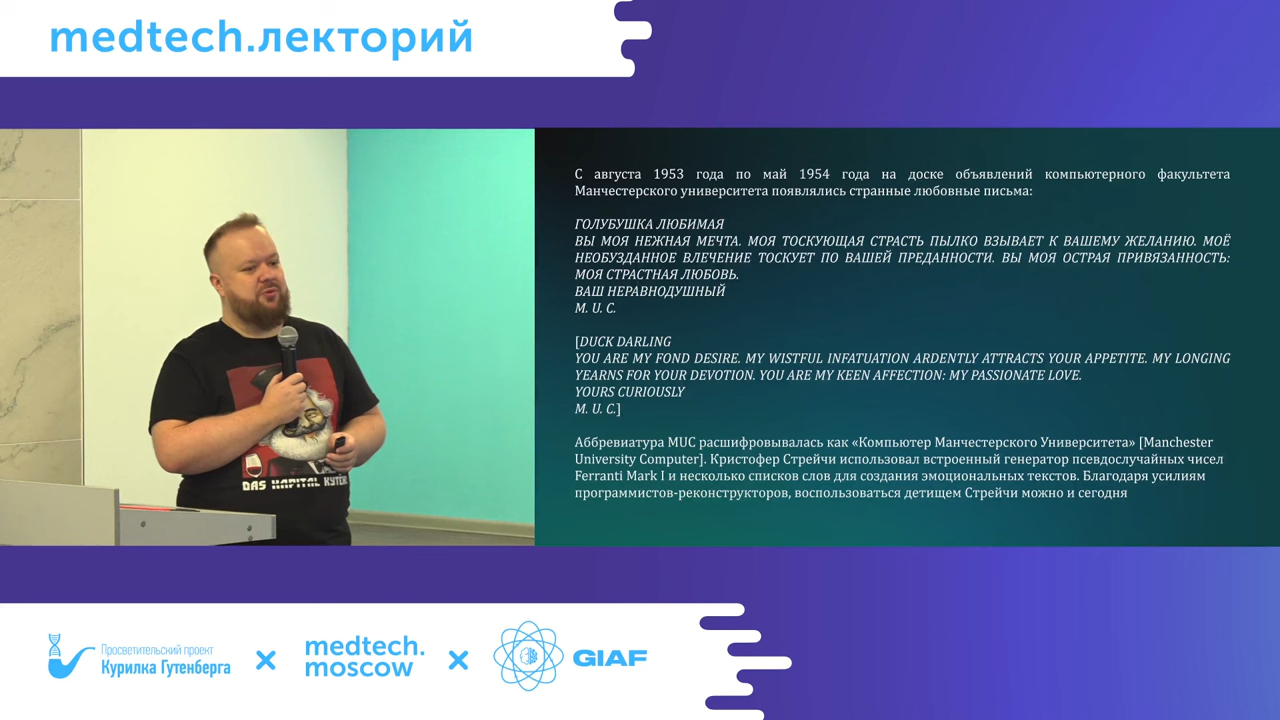 medtech.лекторий
С августа 1953 года по май 1954 года на доске объявлений компьютерного факультета
Манчестерского университета появлялись странные любовные письма:
ГОЛУБУШКА ЛЮБИМАЯ
ВЫ МОЯ НЕЖНАЯ МЕЧТА. МОЯ ТОСКУЮЩАЯ СТРАСТЬ ПЫЛКО ВЗЫВАЕТ К ВАШЕМУ ЖЕЛАНИЮ. МОЁ
НЕОБУЗДАННОЕ ВЛЕЧЕНИЕ ТОСКУЕТ ПО ВАШЕЙ ПРЕДАННОСТИ. ВЫ МОЯ ОСТРАЯ ПРИВЯЗАННОСТЬ:
МОЯ СТРАСТНАЯ ЛЮБОВЬ.
ВАШ НЕРАВНОДУШНЫЙ
M. U. C.
[DUCK DARLING
YOU ARE MY FOND DESIRE. MY WISTFUL INFATUATION ARDENTLY ATTRACTS YOUR APPETITE. MY LONGING
YEARNS FOR YOUR DEVOTION. YOU ARE MY KEEN AFFECTION: MY PASSIONATE LOVE.
YOURS CURIOUSLY
M. U. C.]
Аббревиатура MUC расшифровывалась как «Компьютер Манчестерского Университета» [Manchester
University Computer]. Кристофер Стрейчи использовал встроенный генератор псевдослучайных чисел
Ferranti Mark I и несколько списков слов для создания эмоциональных текстов. Благодаря усилиям
программистов-реконструкторов, воспользоваться детищем Стрейчи можно и сегодня
DAS KAPITAL
Просветительский проект
Курилка Гутенберга
medtech.
moscow
GIAF